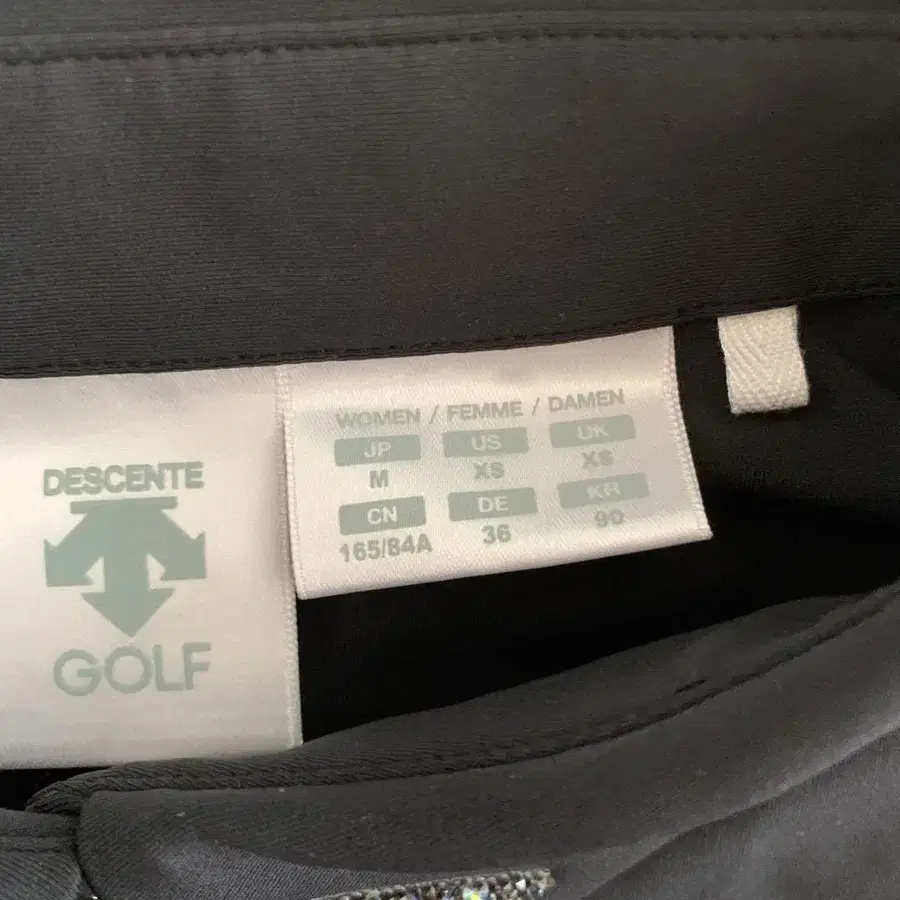 DESCENTE
GOLF
WOMEN / FEMME / DAMEN
JP US UK
M XS XS
CN DE KR
165/84A 36 90